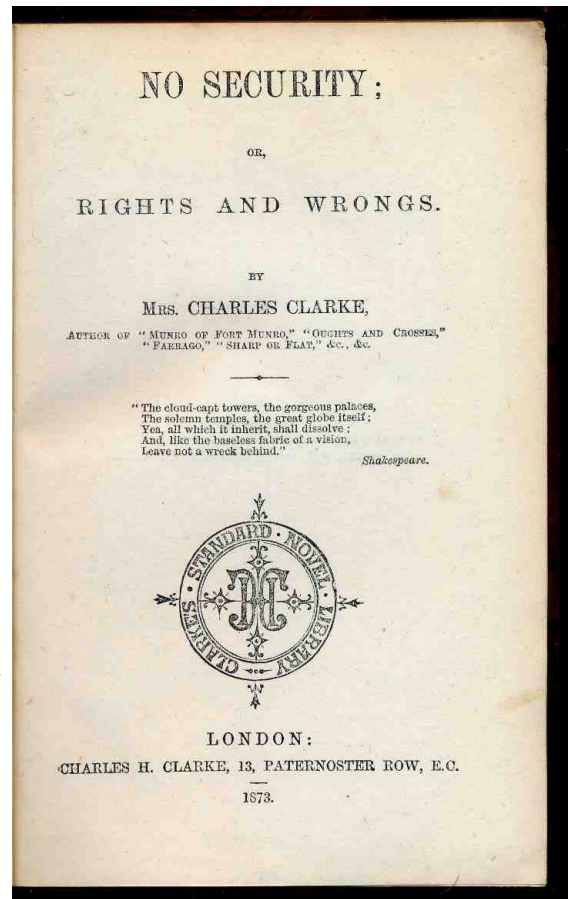 NO SECURITY;
OR,
RIGHTS AND WRONGS.
BY
MRS. CHARLES CLARKE,
AUTHOR OF "MUNRO OF FORT MUNRO," "OUGHTS AND CROSSES,"
"FARRAGO," "SHARP OR FLAT," &c., &c.
"The cloud-capt towers, the gorgeous palaces,
The solemn temples, the great globe itself;
Yea, all which it inherit, shall dissolve;
And, like the baseless fabric of a vision,
Leave not a wreck behind."
Shakespeare.
CLARKE'S · STANDARD · NOVEL · LIBRARY
LONDON:
CHARLES H. CLARKE, 13, PATERNOSTER ROW, E.C.
1873.